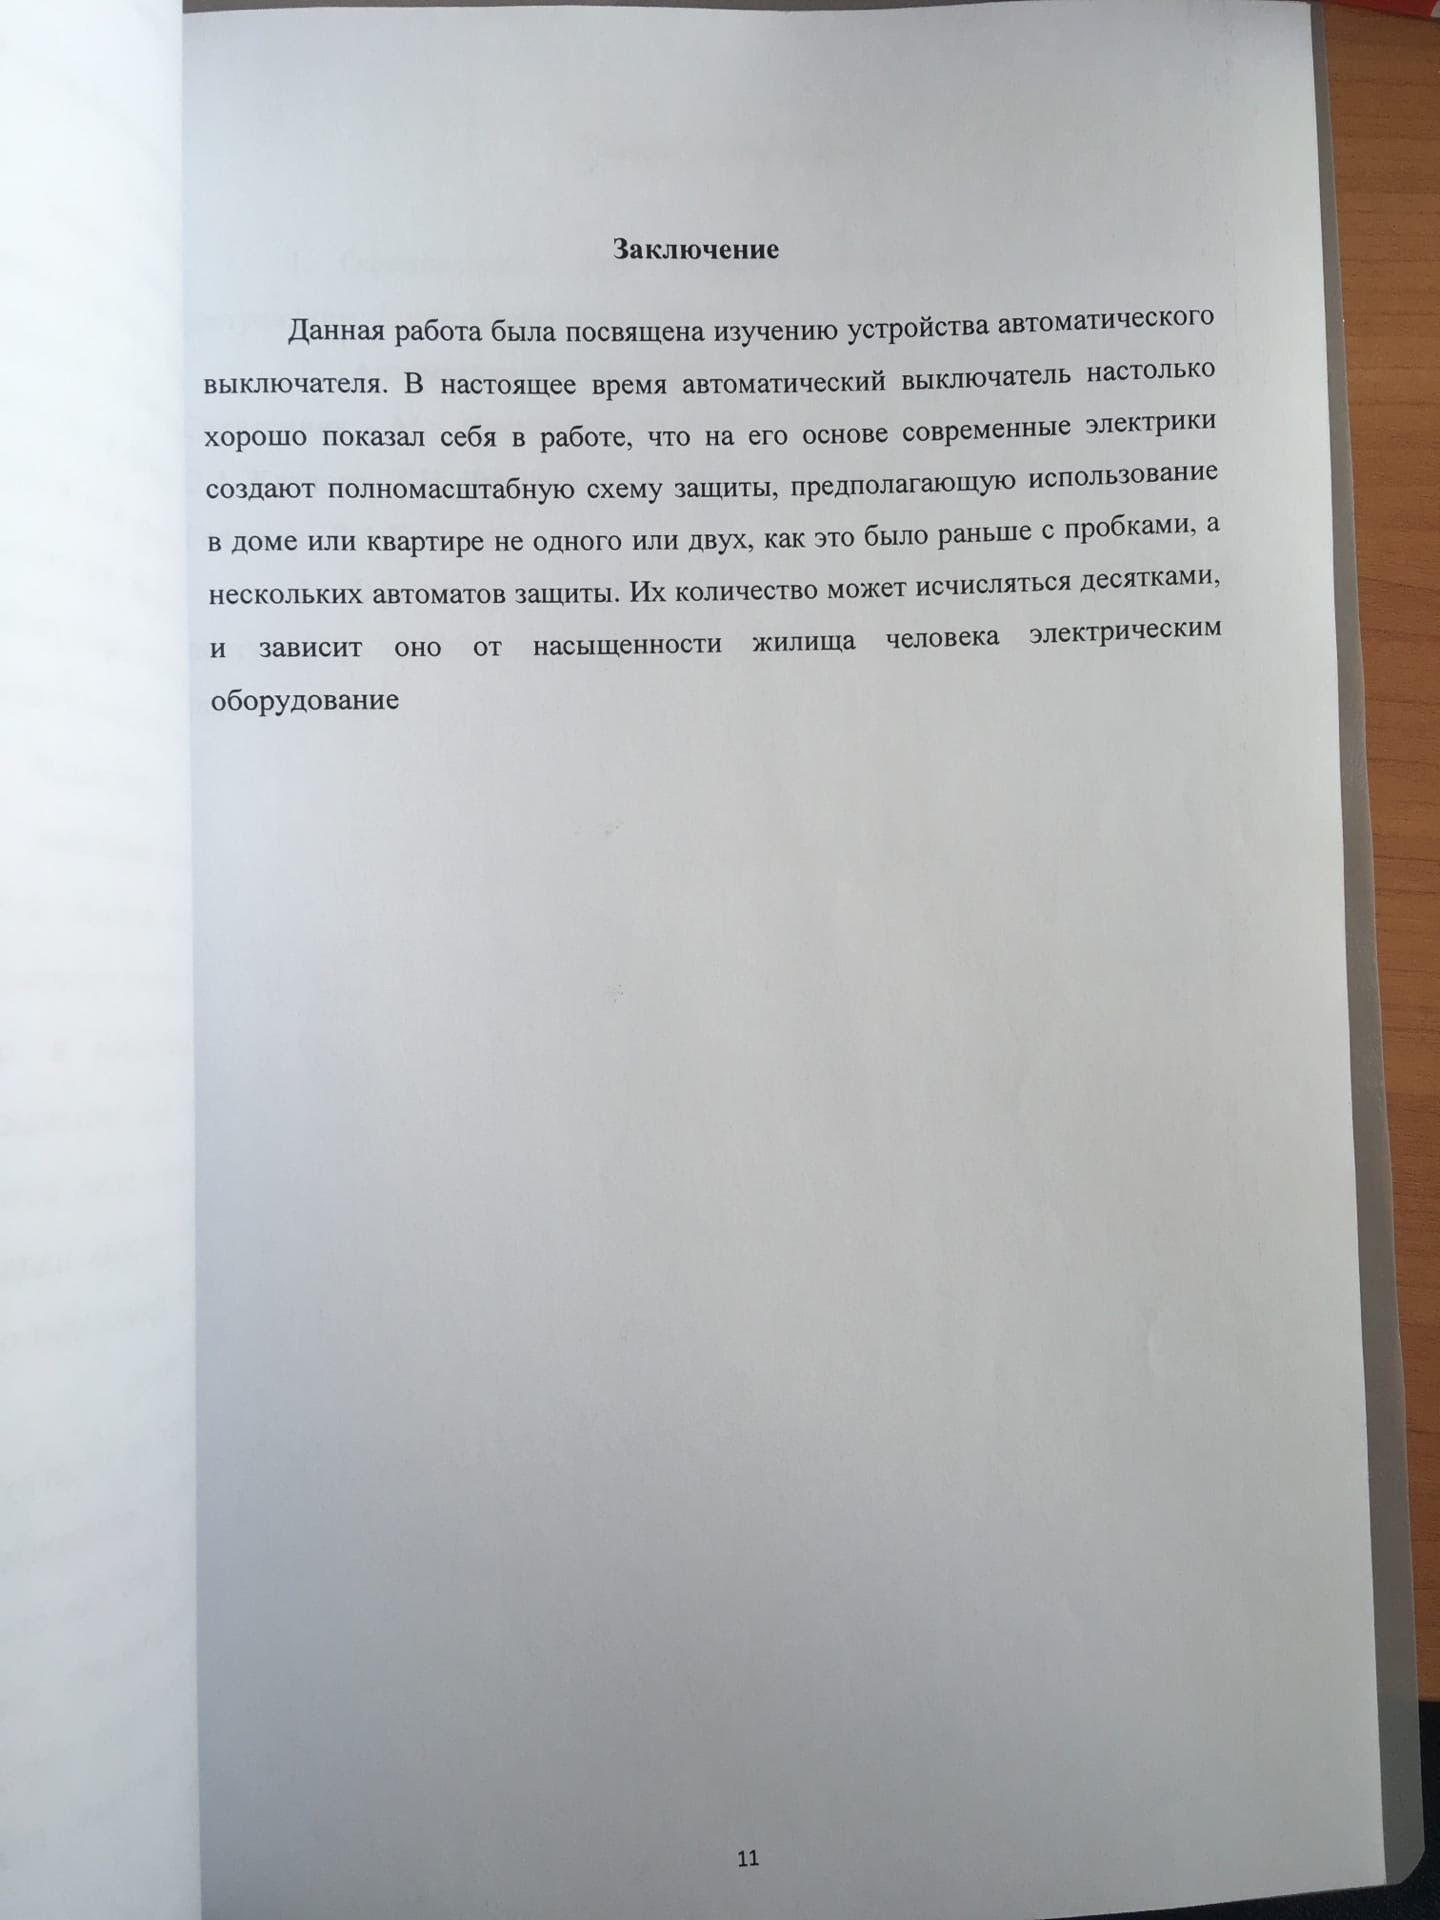 Заключение
Данная работа была посвящена изучению устройства автоматического
выключателя. В настоящее время автоматический выключатель настолько
хорошо показал себя в работе, что на его основе современные электрики
создают полномасштабную схему защиты, предполагающую использование
в доме или квартире не одного или двух, как это было раньше с пробками, а
нескольких автоматов защиты. Их количество может исчисляться десятками,
и зависит оно от насыщенности жилища человека электрическим
оборудование
11